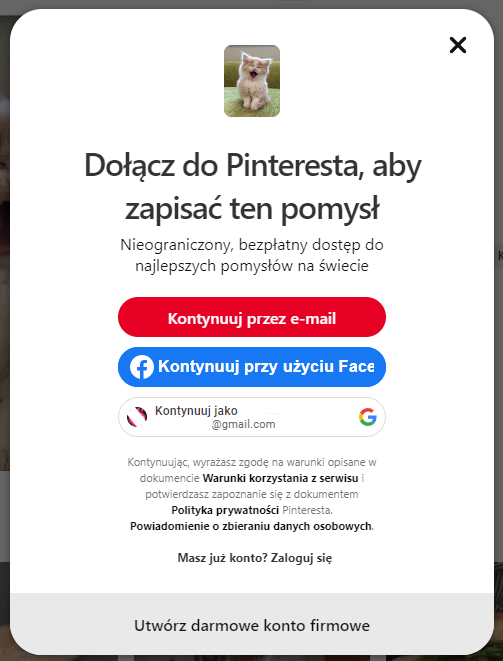 Dołącz do Pinteresta, aby
zapisać ten pomysł
Nieograniczony, bezpłatny dostęp do
najlepszych pomysłów na świecie
Kontynuuj przez e-mail
Kontynuuj przy użyciu Face
Kontynuuj jako
@gmail.com
Kontynuując, wyrażasz zgodę na warunki opisane w
dokumencie Warunki korzystania z serwisu i
potwierdzasz zapoznanie się z dokumentem
Polityka prywatności Pinteresta.
Powiadomienie o zbieraniu danych osobowych.
Masz już konto? Zaloguj się
Utwórz darmowe konto firmowe